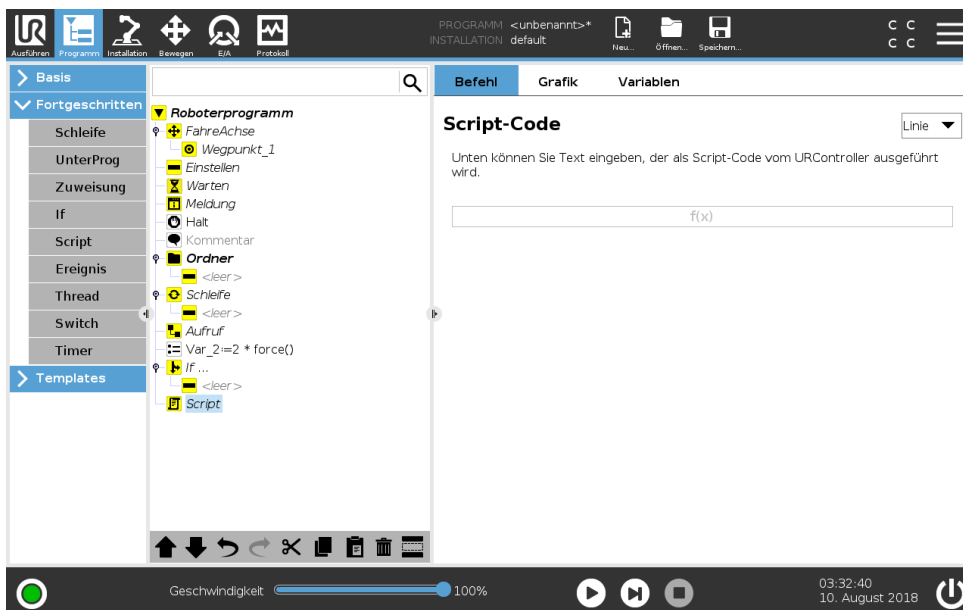 PROGRAMM <unbenannt>*
INSTALLATION default
UR
Ausführen
Programm
Installation
Bewegen
E/A
Protokoll
Neu...
Öffnen...
Speichern...
C C
C C
Basis
Fortgeschritten
Schleife
UnterProg
Zuweisung
If
Script
Ereignis
Thread
Switch
Timer
Templates
Roboterprogramm
FahreAchse
Wegpunkt_1
Einstellen
Warten
Meldung
Halt
Kommentar
Ordner
<leer>
Schleife
<leer>
Aufruf
Var_2:=2 * force()
If ...
<leer>
Script
Befehl
Grafik
Variablen
Script-Code
Linie
Unten können Sie Text eingeben, der als Script-Code vom URController ausgeführt
wird.
f(x)
Geschwindigkeit
100%
03:32:40
10. August 2018